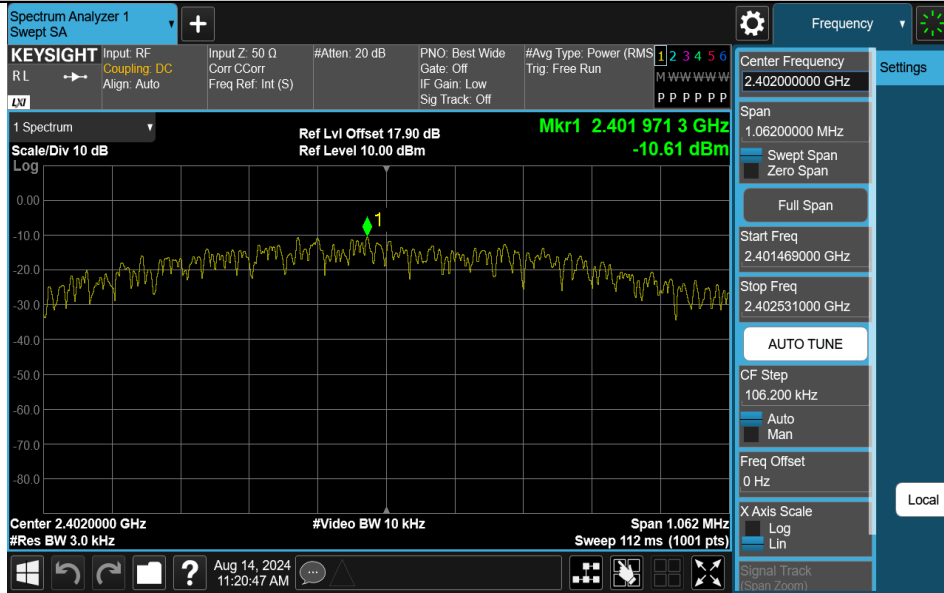 Spectrum Analyzer 1
Swept SA
+
Frequency
KEYSIGHT
R L
LXI
Input: RF
Coupling: DC
Align: Auto
Input Z: 50 Ω
Corr CCorr
Freq Ref: Int (S)
#Atten: 20 dB
PNO: Best Wide
Gate: Off
IF Gain: Low
Sig Track: Off
#Avg Type: Power (RMS
Trig: Free Run
1 2 3 4 5 6
M W W W W W
P P P P P P
Center Frequency
2.402000000 GHz
Settings
Span
1.06200000 MHz
Swept Span
Zero Span
Full Span
Start Freq
2.401469000 GHz
Stop Freq
2.402531000 GHz
AUTO TUNE
CF Step
106.200 kHz
Auto
Man
Freq Offset
0 Hz
X Axis Scale
Log
Lin
Signal Track
(Span Zoom)
Local
1 Spectrum
Scale/Div 10 dB
Ref Lvl Offset 17.90 dB
Ref Level 10.00 dBm
Mkr1 2.401 971 3 GHz
-10.61 dBm
Log
0.00
-10.0
-20.0
-30.0
-40.0
-50.0
-60.0
-70.0
-80.0
1
Center 2.4020000 GHz
#Res BW 3.0 kHz
#Video BW 10 kHz
Span 1.062 MHz
Sweep 112 ms (1001 pts)
?
Aug 14, 2024
11:20:47 AM